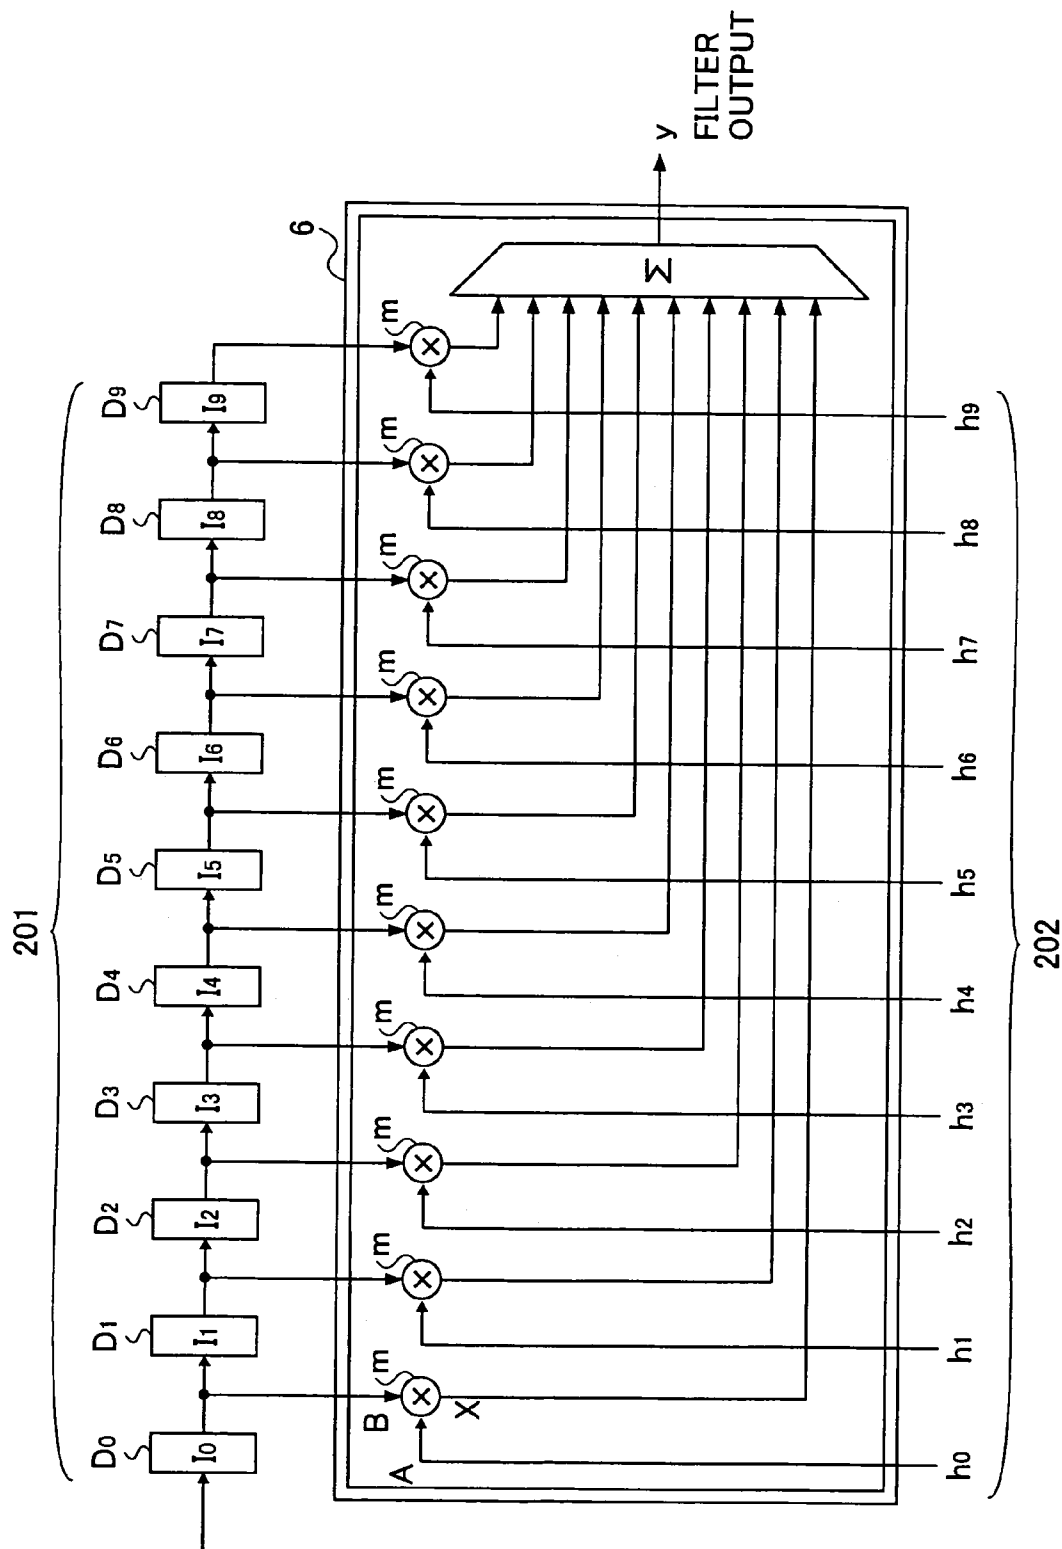 201
D0 D1 D2 D3 D4 D5 D6 D7 D8 D9
I0 I1 I2 I3 I4 I5 I6 I7 I8 I9
6
m m m m m m m m m m
B
A
X
Σ
y
FILTER
OUTPUT
h0 h1 h2 h3 h4 h5 h6 h7 h8 h9
202